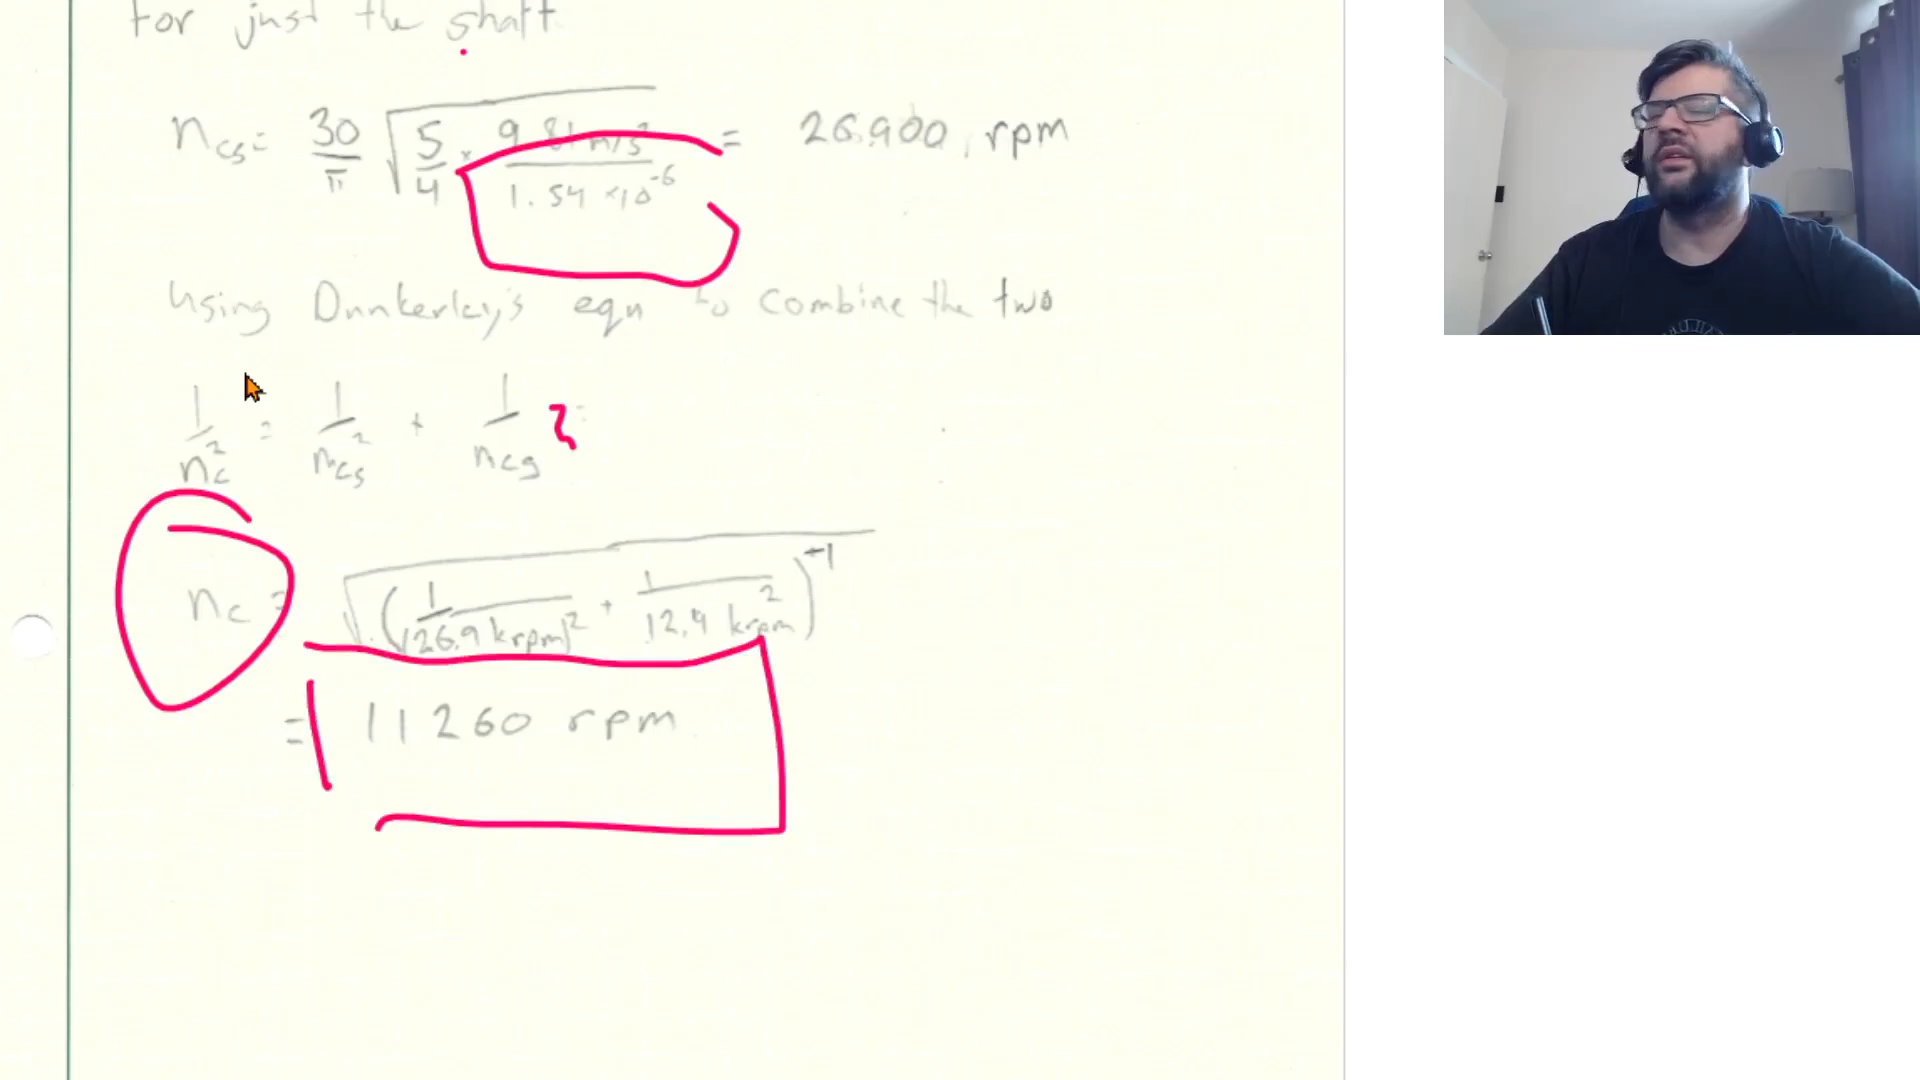 For just the shaft
n_cs = 30/π √(5/4 × 9.81 m/s²/1.54 × 10⁻⁶) = 26,900 rpm
Using Dunkerley's eqn to combine the two
1/n_c² = 1/n_cs² + 1/n_cg²
n_c = √((1/(26.9 krpm)² + 1/12.4 krpm²)⁻¹)
= 11260 rpm